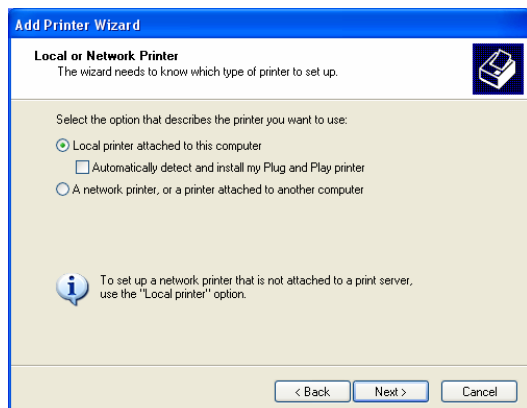 Add Printer Wizard
Local or Network Printer
The wizard needs to know which type of printer to set up.
Select the option that describes the printer you want to use:
Local printer attached to this computer
Automatically detect and install my Plug and Play printer
A network printer, or a printer attached to another computer
To set up a network printer that is not attached to a print server,
use the "Local printer" option.
< Back
Next >
Cancel